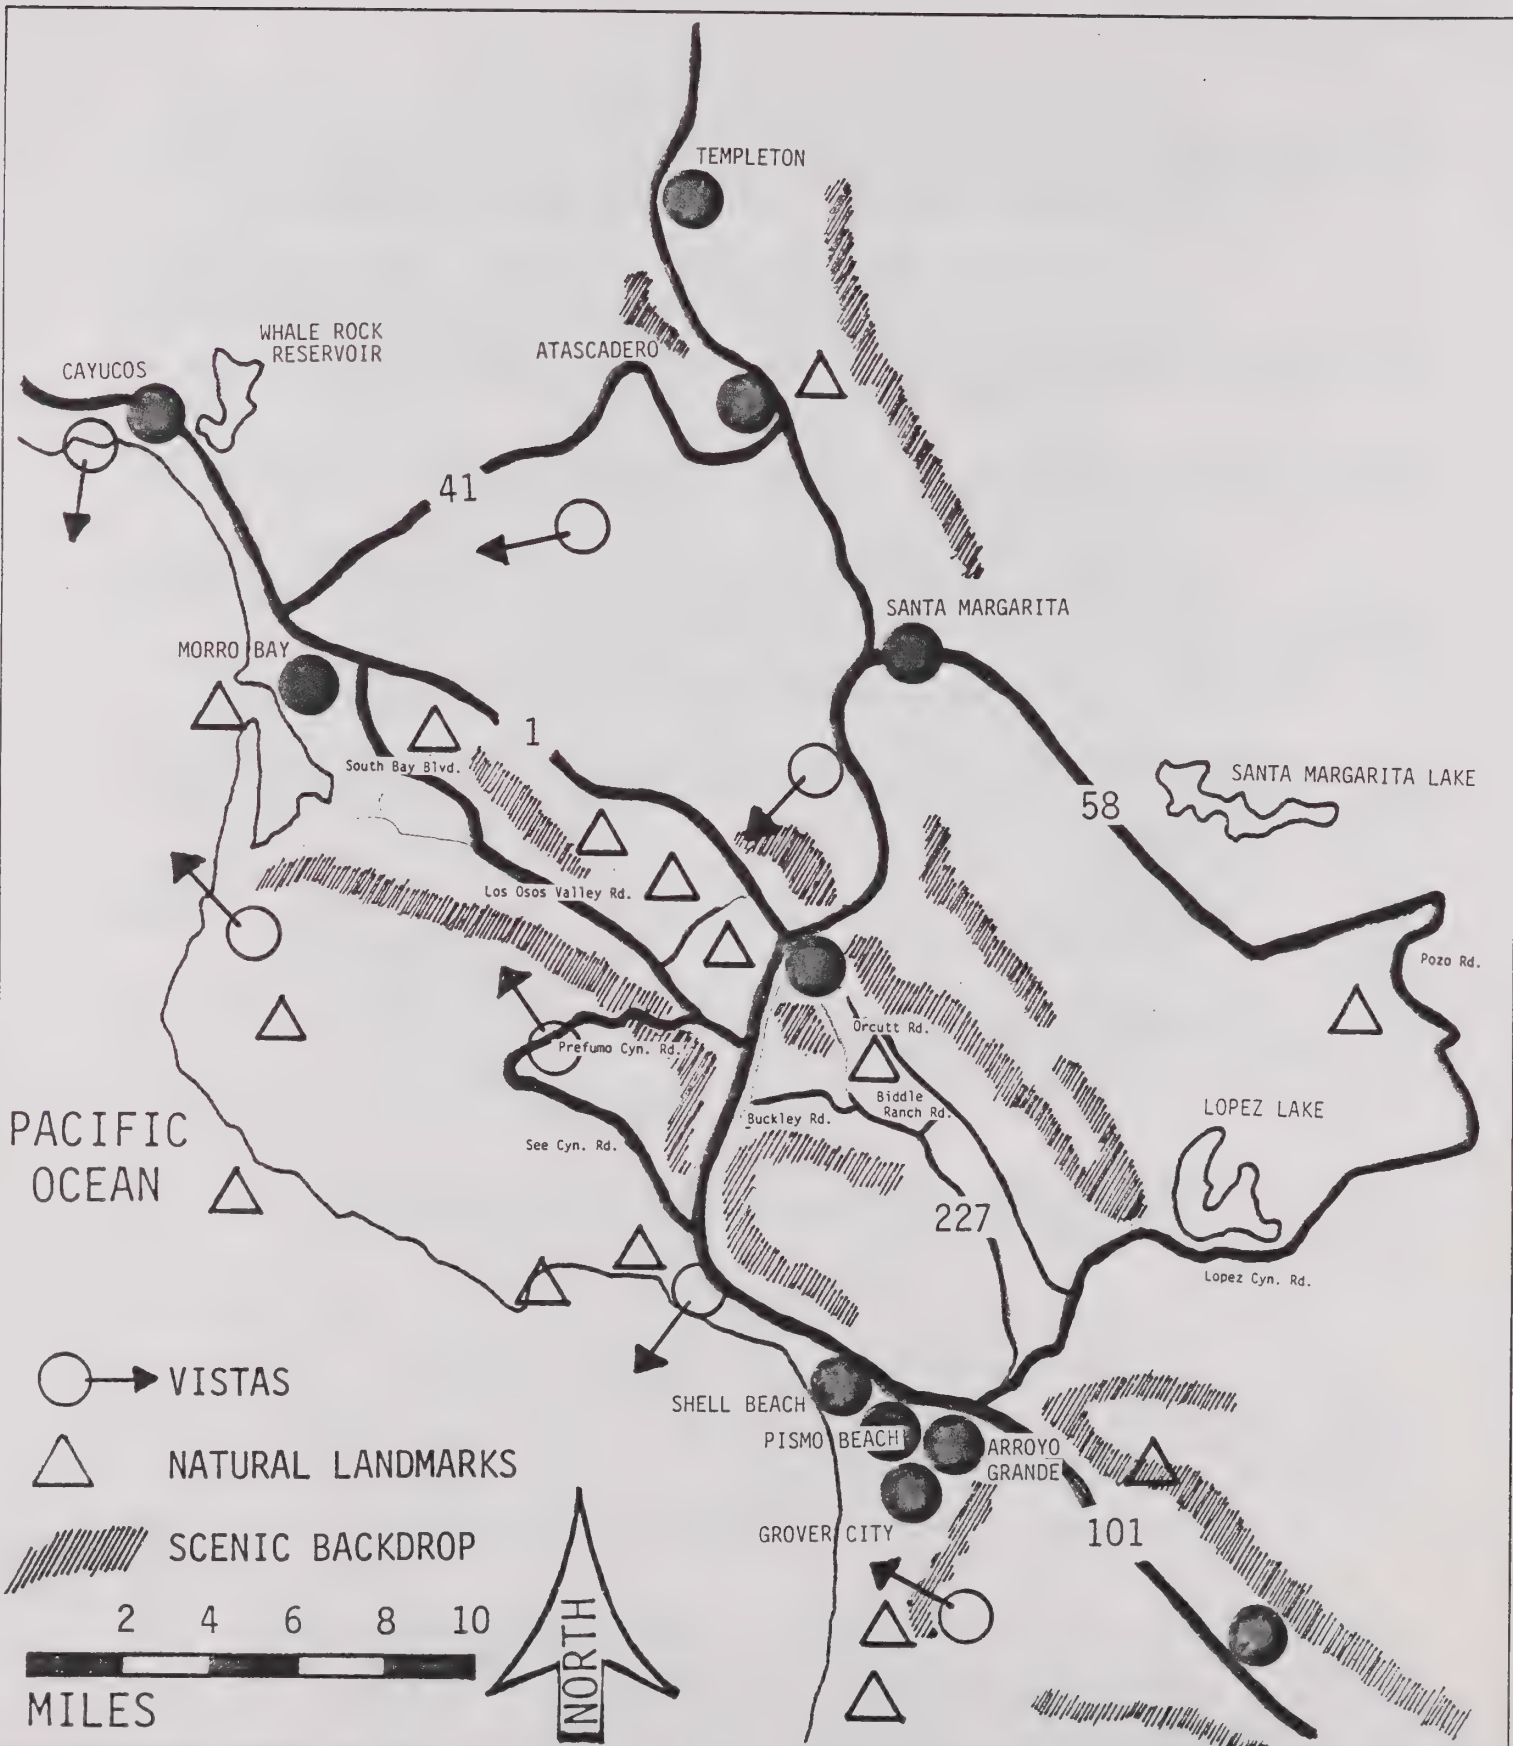 TEMPLETON
WHALE ROCK
RESERVOIR
ATASCADERO
CAYUCOS
41
SANTA MARGARITA
MORRO BAY
1
South Bay Blvd.
SANTA MARGARITA LAKE
58
Los Osos Valley Rd.
Pozo Rd.
Orcutt Rd.
Prefumo Cyn. Rd.
Biddle
Ranch Rd.
Buckley Rd.
LOPEZ LAKE
PACIFIC
OCEAN
See Cyn. Rd.
227
Lopez Cyn. Rd.
VISTAS
SHELL BEACH
PISMO BEACH
ARROYO
GRANDE
NATURAL LANDMARKS
GROVER CITY
101
SCENIC BACKDROP
2 4 6 8 10
MILES
NORTH